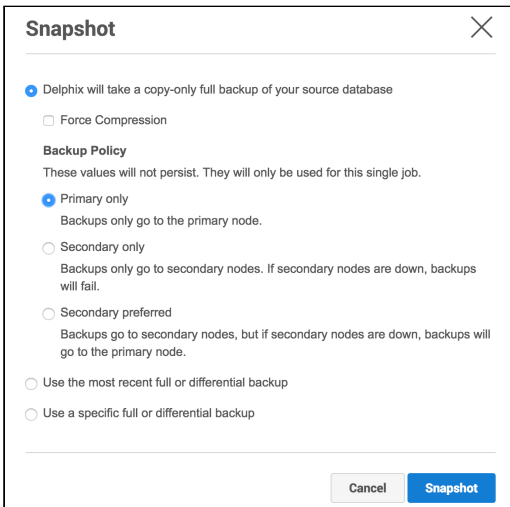 Snapshot
Delphix will take a copy-only full backup of your source database
Force Compression
Backup Policy
These values will not persist. They will only be used for this single job.
Primary only
Backups only go to the primary node.
Secondary only
Backups only go to secondary nodes. If secondary nodes are down, backups
will fail.
Secondary preferred
Backups go to secondary nodes, but if secondary nodes are down, backups will
go to the primary node.
Use the most recent full or differential backup
Use a specific full or differential backup
Cancel Snapshot